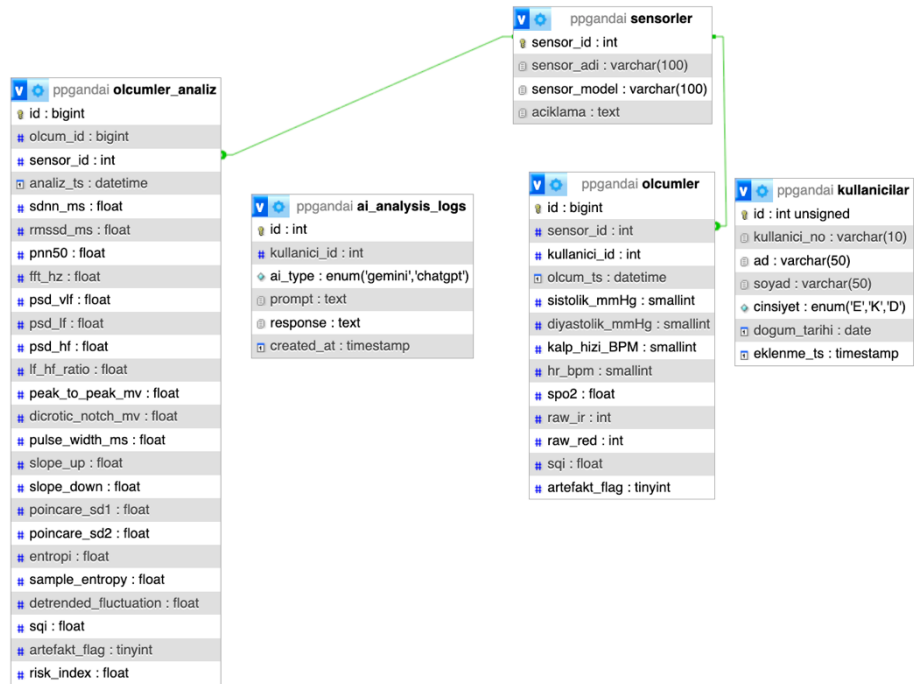 ppgandai sensorler
sensor_id : int
sensor_adi : varchar(100)
sensor_model : varchar(100)
aciklama : text
ppgandai olcumler_analiz
id : bigint
olcum_id : bigint
sensor_id : int
analiz_ts : datetime
sdnn_ms : float
rmssd_ms : float
pnn50 : float
fft_hz : float
psd_vlf : float
psd_lf : float
psd_hf : float
lf_hf_ratio : float
peak_to_peak_mv : float
dicrotic_notch_mv : float
pulse_width_ms : float
slope_up : float
slope_down : float
poincare_sd1 : float
poincare_sd2 : float
entropi : float
sample_entropy : float
detrended_fluctuation : float
sqi : float
artefakt_flag : tinyint
risk_index : float
ppgandai ai_analysis_logs
id : int
kullanici_id : int
ai_type : enum('gemini','chatgpt')
prompt : text
response : text
created_at : timestamp
ppgandai olcumler
id : bigint
sensor_id : int
kullanici_id : int
olcum_ts : datetime
sistolik_mmHg : smallint
diyastolik_mmHg : smallint
kalp_hizi_BPM : smallint
hr_bpm : smallint
spo2 : float
raw_ir : int
raw_red : int
sqi : float
artefakt_flag : tinyint
ppgandai kullanicilar
id : int unsigned
kullanici_no : varchar(10)
ad : varchar(50)
soyad : varchar(50)
cinsiyet : enum('E','K','D')
dogum_tarihi : date
eklenme_ts : timestamp